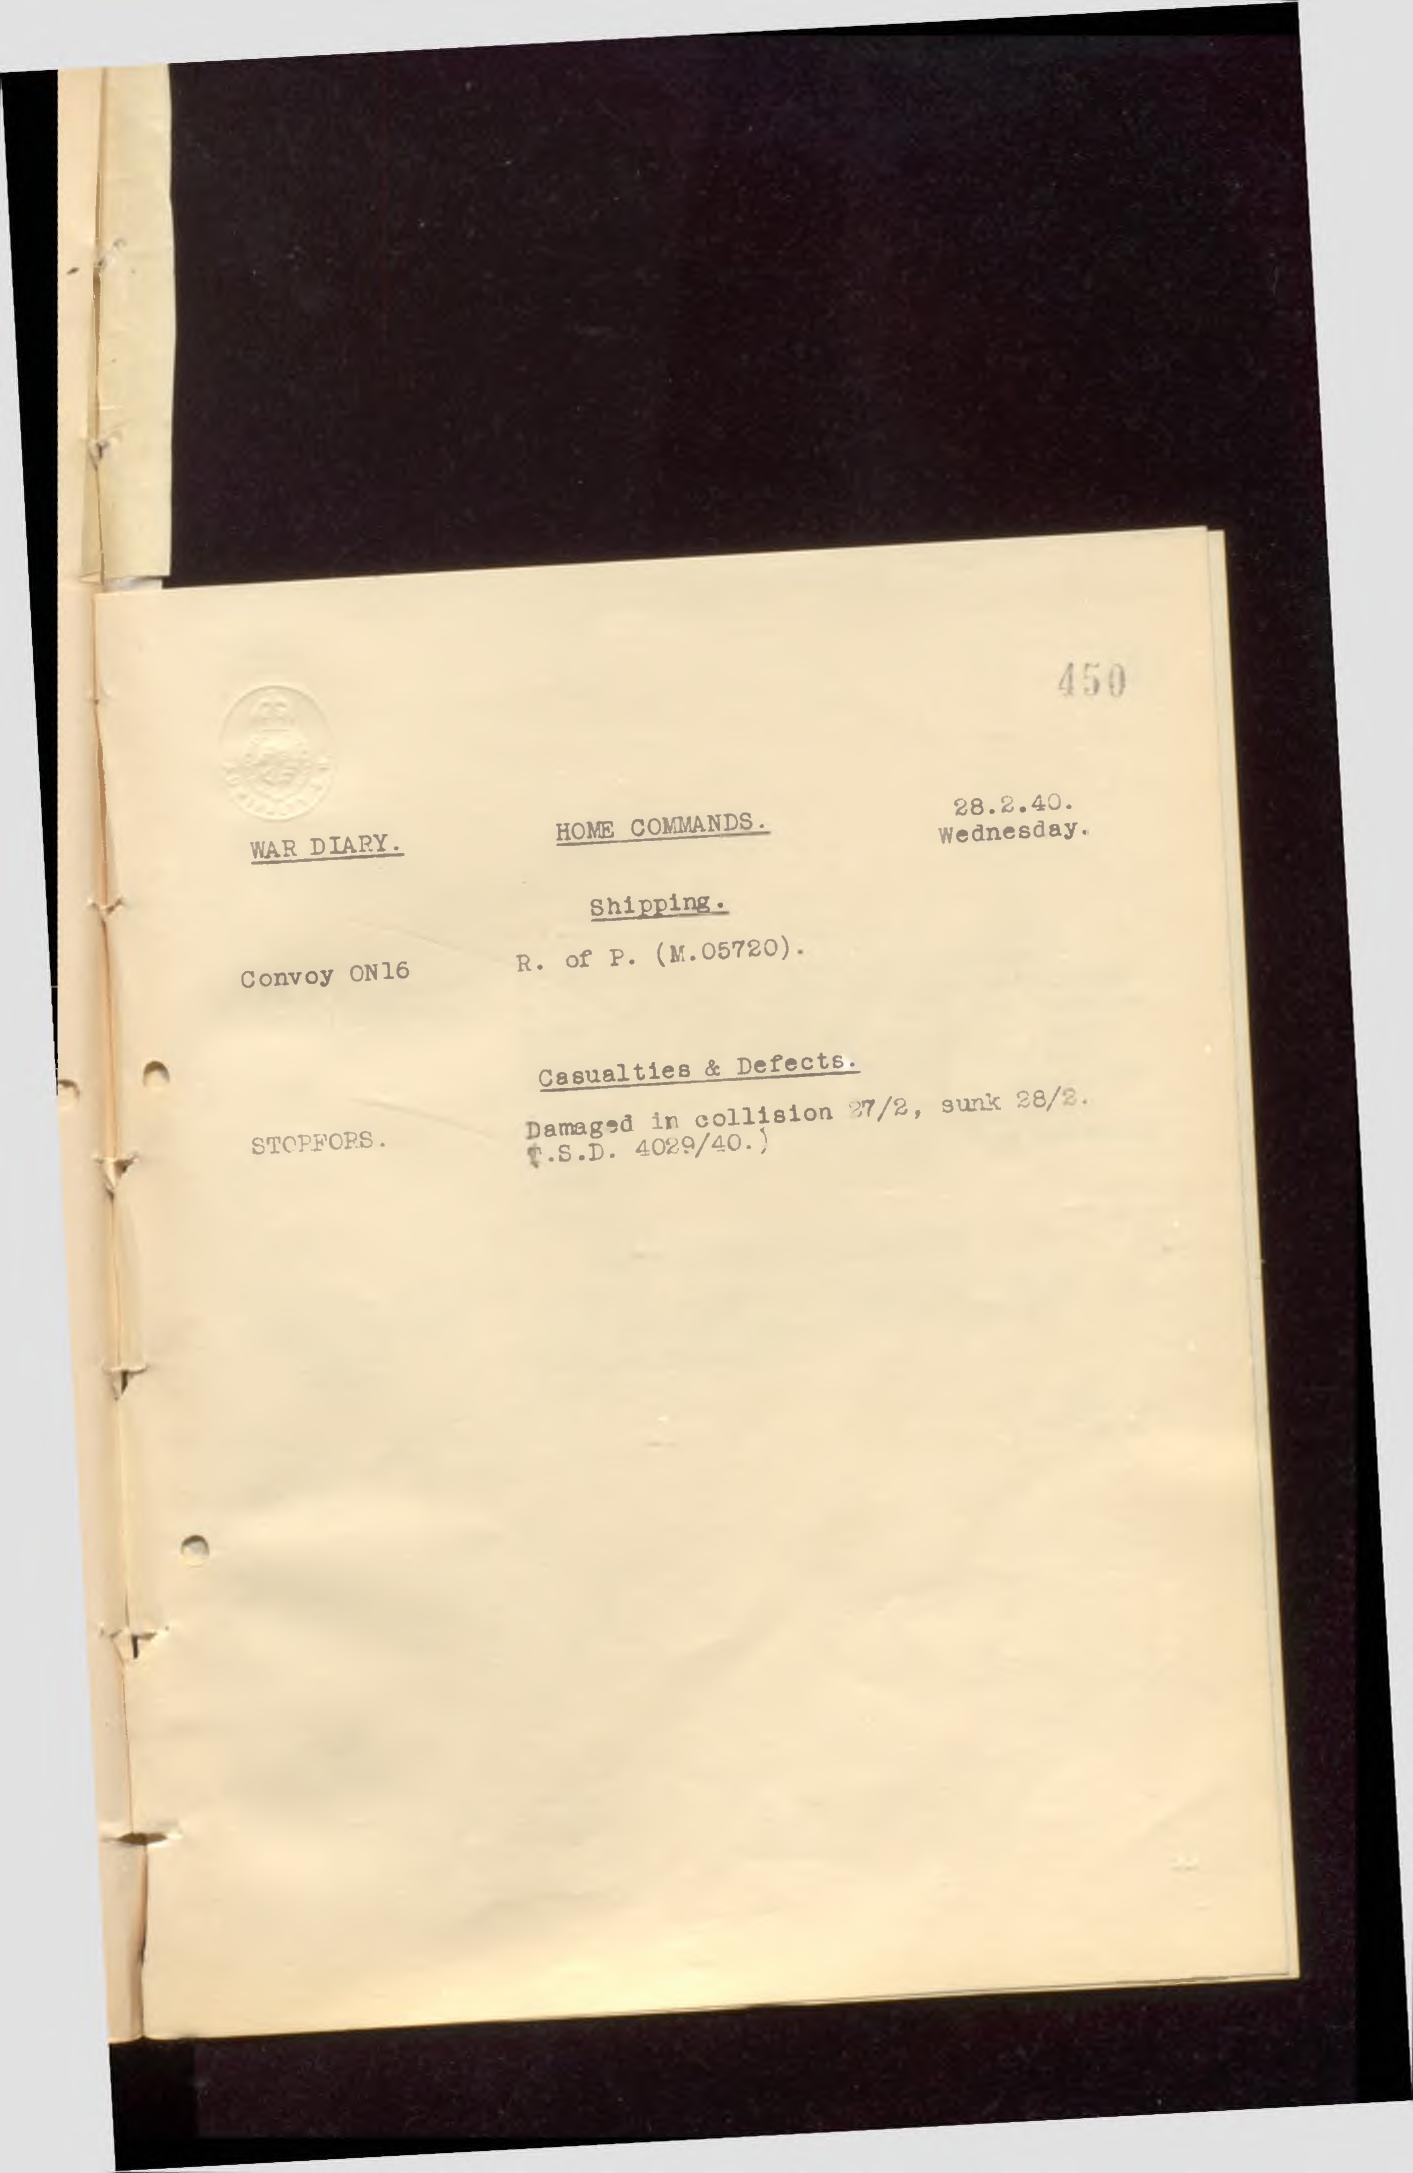 450
28.2.40.
WAR DIARY. HOME COMMANDS. Wednesday.
Shipping.
Convoy ON16 R. of P. (M.05720).
Casualties & Defects.
STOPFORS. Damaged in collision 27/2, sunk 28/2.
T.S.D. 4029/40.)